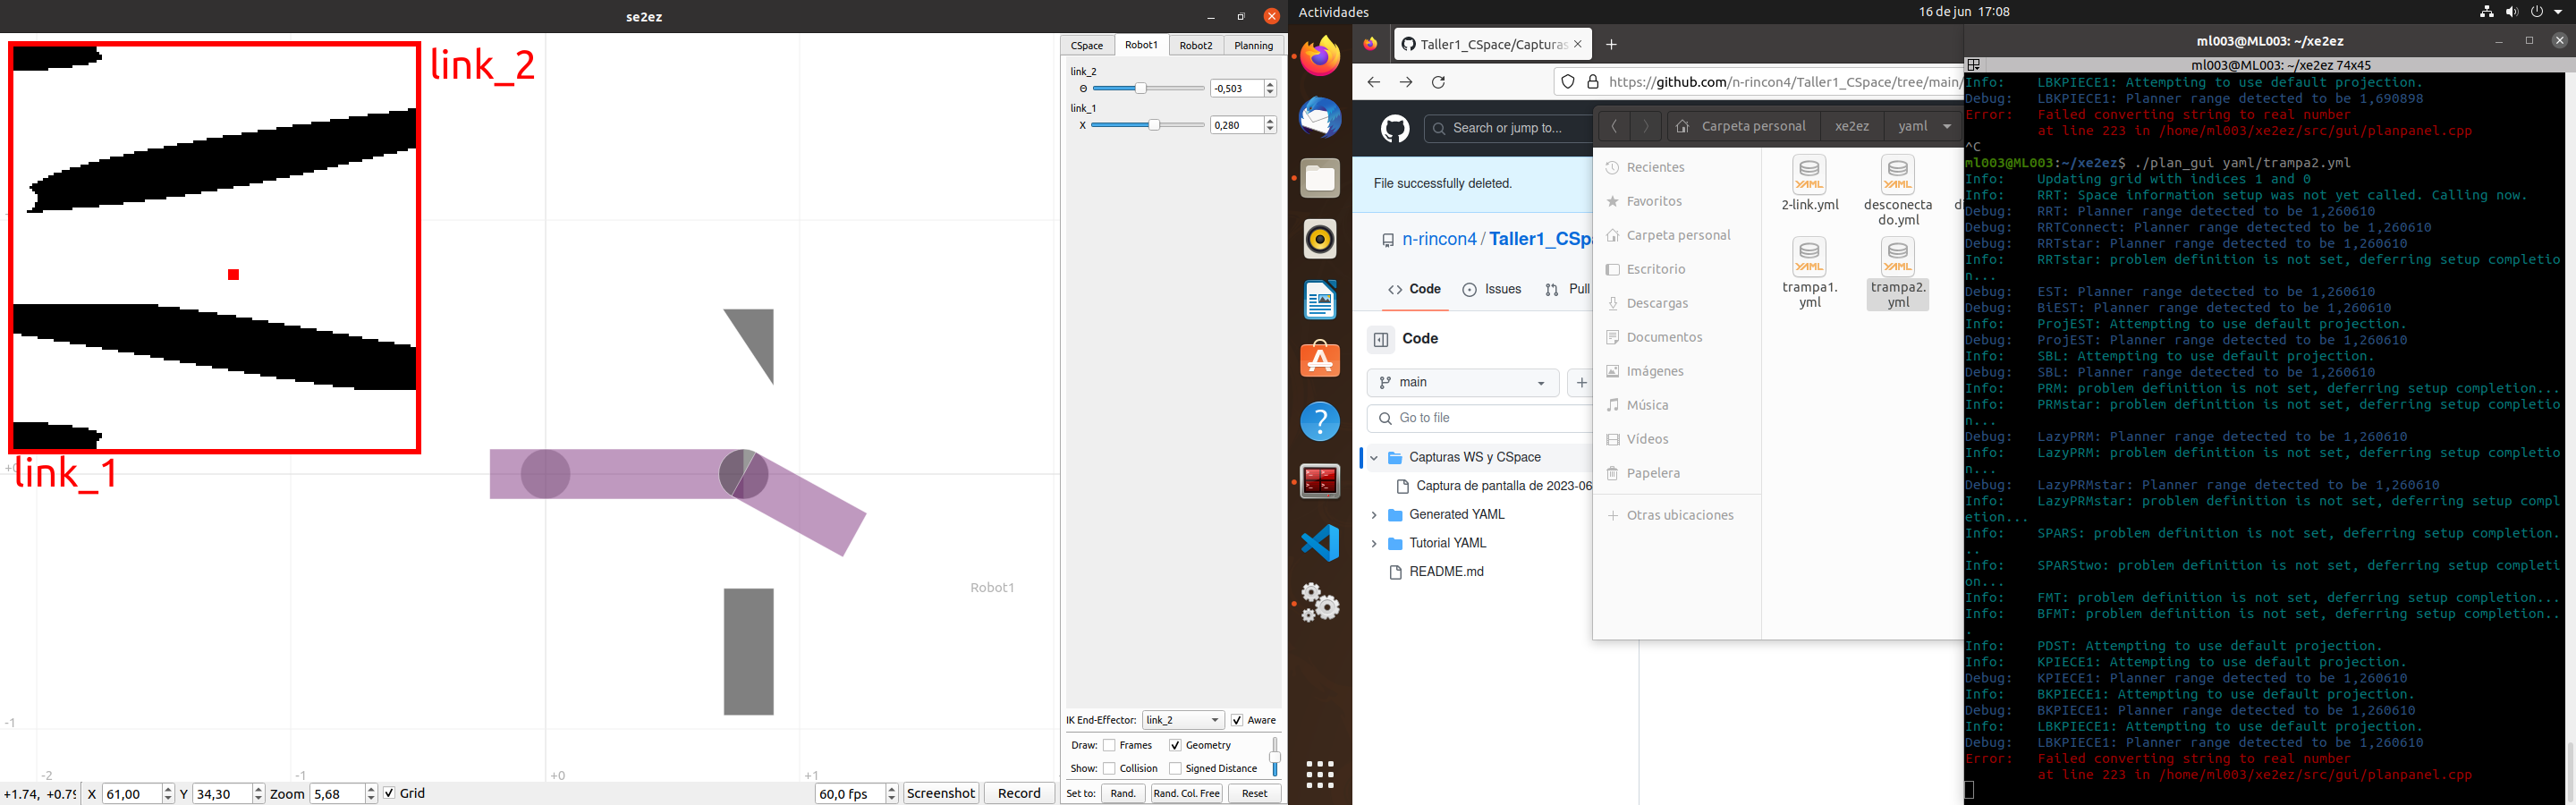 se2ez
Actividades
16 de jun 17:08
link_2
link_1
CSpace
Robot1
Robot2
Planning
link_2
Θ
-0,503
link_1
X
0,280
+0
-1
-2
-1
+0
+1
Robot1
IK End-Effector:
link_2
Aware
Draw:
Frames
Geometry
Show:
Collision
Signed Distance
Set to:
Rand.
Rand. Col. Free
Reset
+1.74, +0.79
X
61,00
Y
34,30
Zoom
5,68
Grid
60,0 fps
Screenshot
Record
Taller1_CSpace/Capturas
https://github.com/n-rincon4/Taller1_CSpace/tree/main/
Search or jump to...
File successfully deleted.
n-rincon4 / Taller1_CSp
Code
Issues
Pull
Code
main
Go to file
Capturas WS y CSpace
Captura de pantalla de 2023-06
Generated YAML
Tutorial YAML
README.md
Carpeta personal
xe2ez
yaml
Recientes
Favoritos
Carpeta personal
Escritorio
Descargas
Documentos
Imágenes
Música
Vídeos
Papelera
Otras ubicaciones
YAML
2-link.yml
YAML
desconecta
do.yml
YAML
trampa1.
yml
YAML
trampa2.
yml
ml003@ML003: ~/xe2ez
ml003@ML003: ~/xe2ez 74x45
Info: LBKPIECE1: Attempting to use default projection.
Debug: LBKPIECE1: Planner range detected to be 1,690898
Error: Failed converting string to real number
at line 223 in /home/ml003/xe2ez/src/gui/planpanel.cpp
^C
ml003@ML003:~/xe2ez$ ./plan_gui yaml/trampa2.yml
Info: Updating grid with indices 1 and 0
Info: RRT: Space information setup was not yet called. Calling now.
Debug: RRT: Planner range detected to be 1,260610
Debug: RRTConnect: Planner range detected to be 1,260610
Debug: RRTstar: Planner range detected to be 1,260610
Info: RRTstar: problem definition is not set, deferring setup completio
n...
Debug: EST: Planner range detected to be 1,260610
Debug: BiEST: Planner range detected to be 1,260610
Info: ProjEST: Attempting to use default projection.
Debug: ProjEST: Planner range detected to be 1,260610
Info: SBL: Attempting to use default projection.
Debug: SBL: Planner range detected to be 1,260610
Info: PRM: problem definition is not set, deferring setup completion...
Info: PRMstar: problem definition is not set, deferring setup completio
n...
Debug: LazyPRM: Planner range detected to be 1,260610
Info: LazyPRM: problem definition is not set, deferring setup completio
n...
Debug: LazyPRMstar: Planner range detected to be 1,260610
Info: LazyPRMstar: problem definition is not set, deferring setup compl
etion...
Info: SPARS: problem definition is not set, deferring setup completion.
..
Info: SPARStwo: problem definition is not set, deferring setup completi
on...
Info: FMT: problem definition is not set, deferring setup completion...
Info: BFMT: problem definition is not set, deferring setup completion..
.
Info: PDST: Attempting to use default projection.
Info: KPIECE1: Attempting to use default projection.
Debug: KPIECE1: Planner range detected to be 1,260610
Info: BKPIECE1: Attempting to use default projection.
Debug: BKPIECE1: Planner range detected to be 1,260610
Info: LBKPIECE1: Attempting to use default projection.
Debug: LBKPIECE1: Planner range detected to be 1,260610
Error: Failed converting string to real number
at line 223 in /home/ml003/xe2ez/src/gui/planpanel.cpp